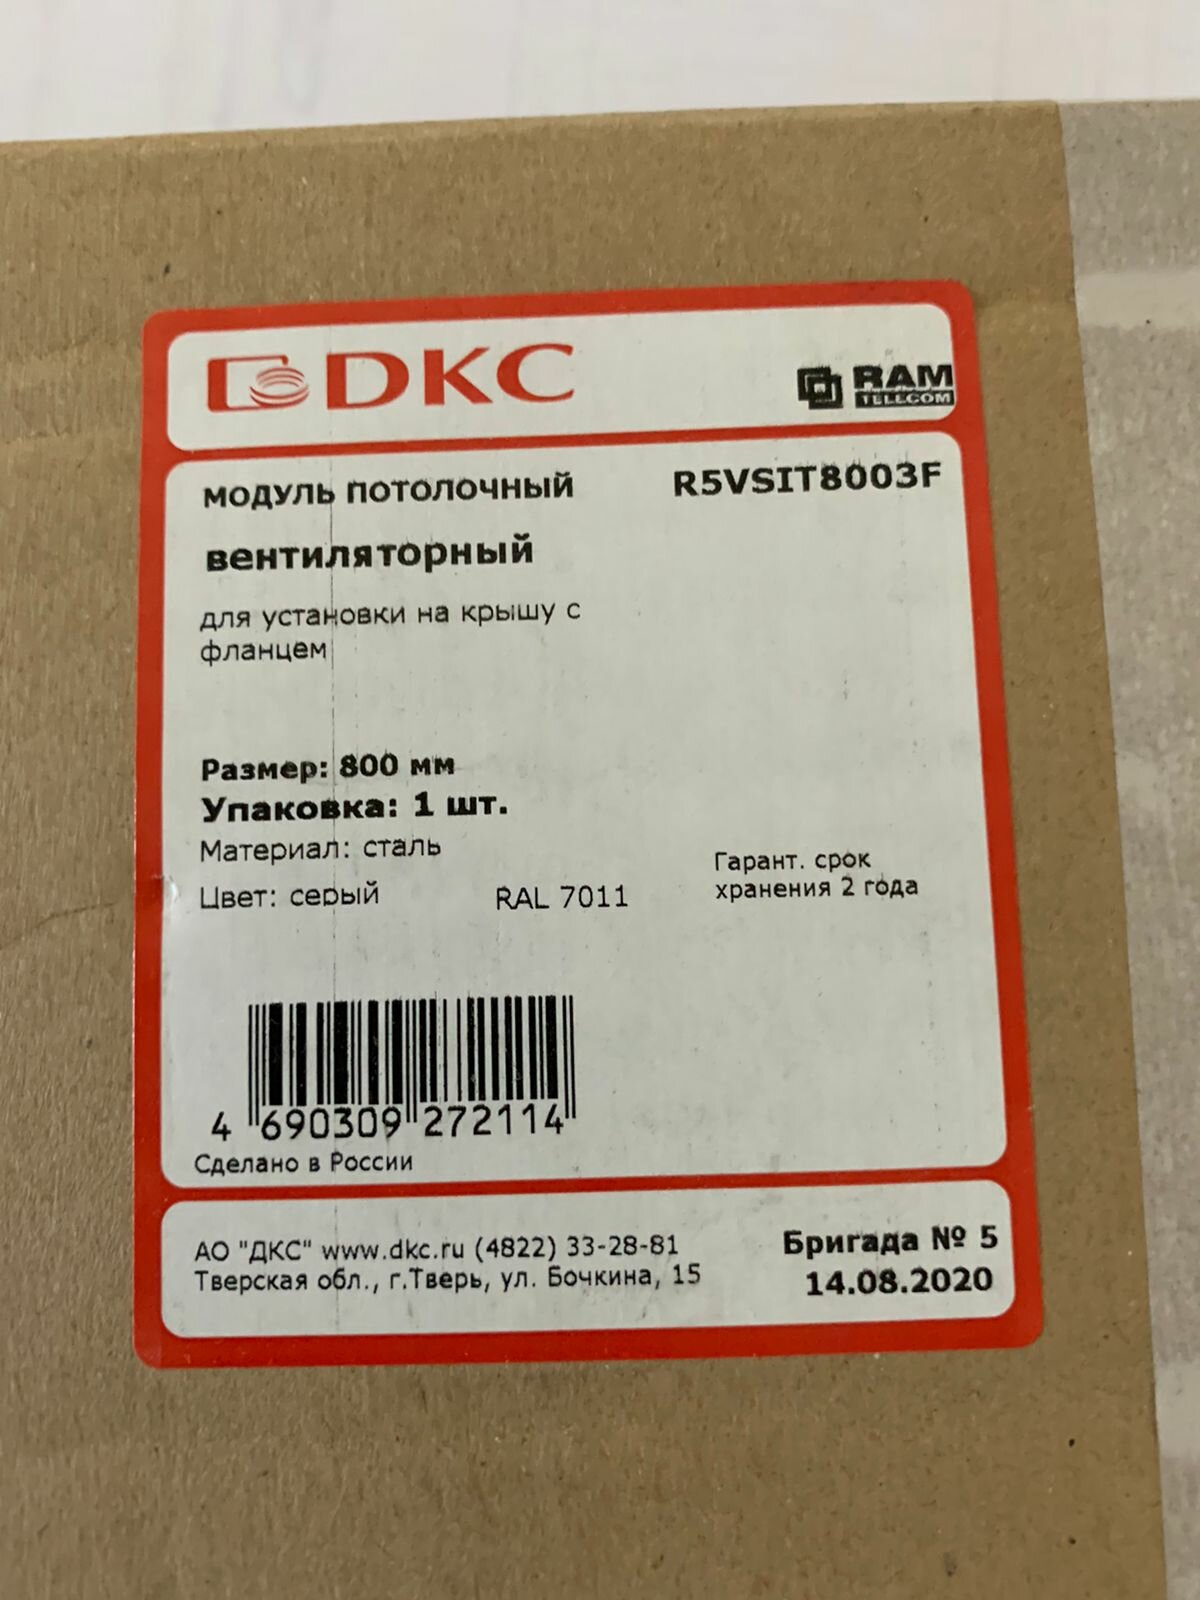 DKC
RAM
TELECOM
МОДУЛЬ ПОТОЛОЧНЫЙ
R5VSIT8003F
вентиляторный
для установки на крышу с
фланцем
Размер: 800 мм
Упаковка: 1 шт.
Материал: сталь
Цвет: серый
RAL 7011
Гарант. срок
хранения 2 года
4 690309 272114
Сделано в России
АО "ДКС" www.dkc.ru (4822) 33-28-81
Тверская обл., г.Тверь, ул. Бочкина, 15
Бригада № 5
14.08.2020